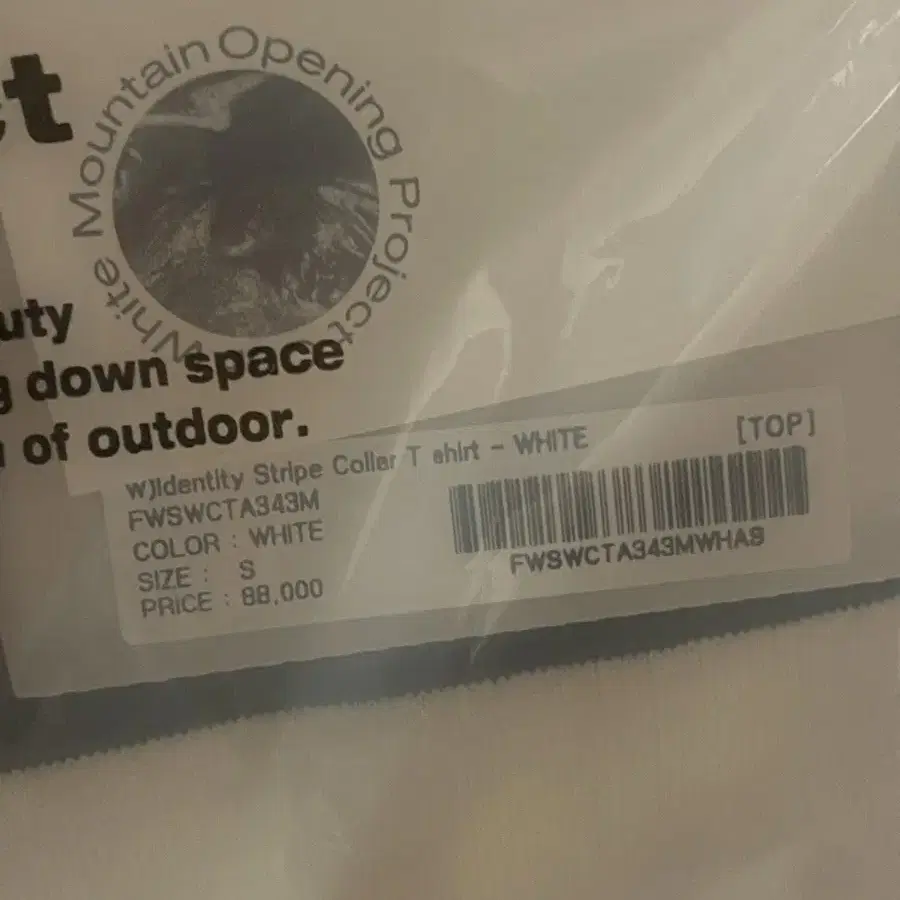 White Mountain Opening Project
uty
down space
of outdoor.
W)Identity Stripe Collar T shirt - WHITE
[TOP]
FWSWCTA343M
COLOR : WHITE
SIZE : S
PRICE : 88,000
FWSWCTA343MWHAS